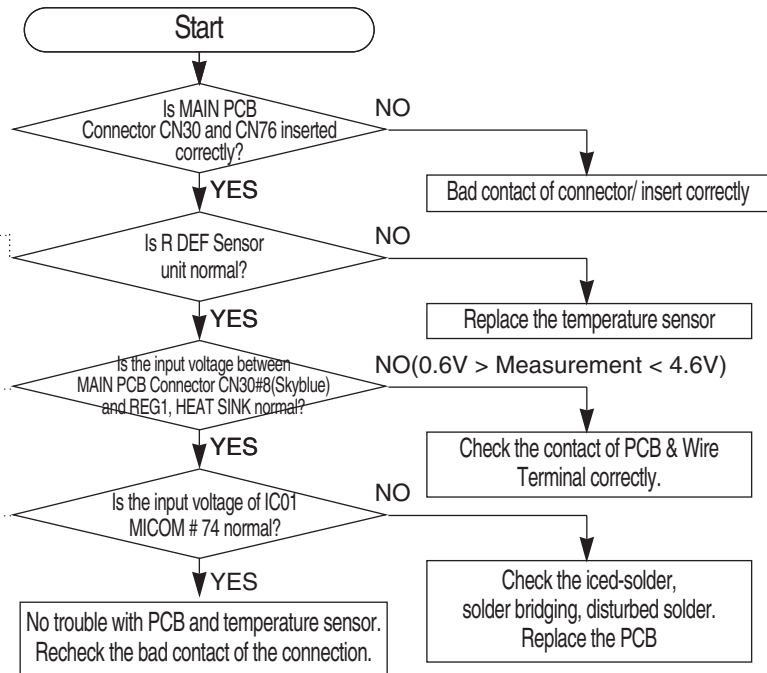 Start
Is MAIN PCB
Connector CN30 and CN76 inserted
correctly?
NO
Bad contact of connector/ insert correctly
YES
Is R DEF Sensor
unit normal?
NO
Replace the temperature sensor
YES
Is the input voltage between
MAIN PCB Connector CN30#8(Skyblue)
and REG1, HEAT SINK normal?
NO(0.6V > Measurement < 4.6V)
Check the contact of PCB & Wire
Terminal correctly.
YES
Is the input voltage of IC01
MICOM # 74 normal?
NO
Check the iced-solder,
solder bridging, disturbed solder.
Replace the PCB
YES
No trouble with PCB and temperature sensor.
Recheck the bad contact of the connection.